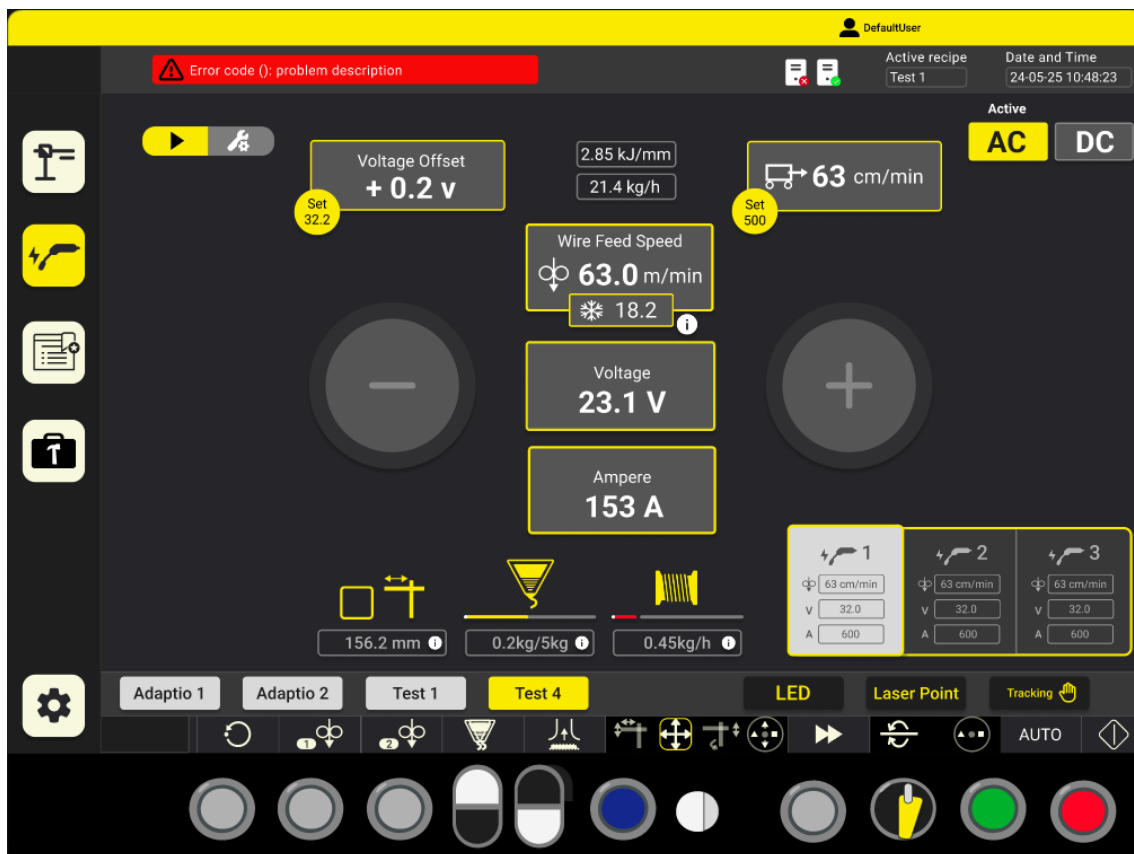 DefaultUser
Error code (): problem description
Active recipe
Test 1
Date and Time
24-05-25 10:48:23
Active
AC
DC
Voltage Offset
+ 0.2 v
Set
32.2
2.85 kJ/mm
21.4 kg/h
63 cm/min
Set
500
Wire Feed Speed
63.0 m/min
18.2
i
Voltage
23.1 V
Ampere
153 A
1
63 cm/min
V 32.0
A 600
2
63 cm/min
V 32.0
A 600
3
63 cm/min
V 32.0
A 600
156.2 mm i
0.2kg/5kg i
0.45kg/h i
Adaptio 1
Adaptio 2
Test 1
Test 4
LED
Laser Point
Tracking
1
2
AUTO